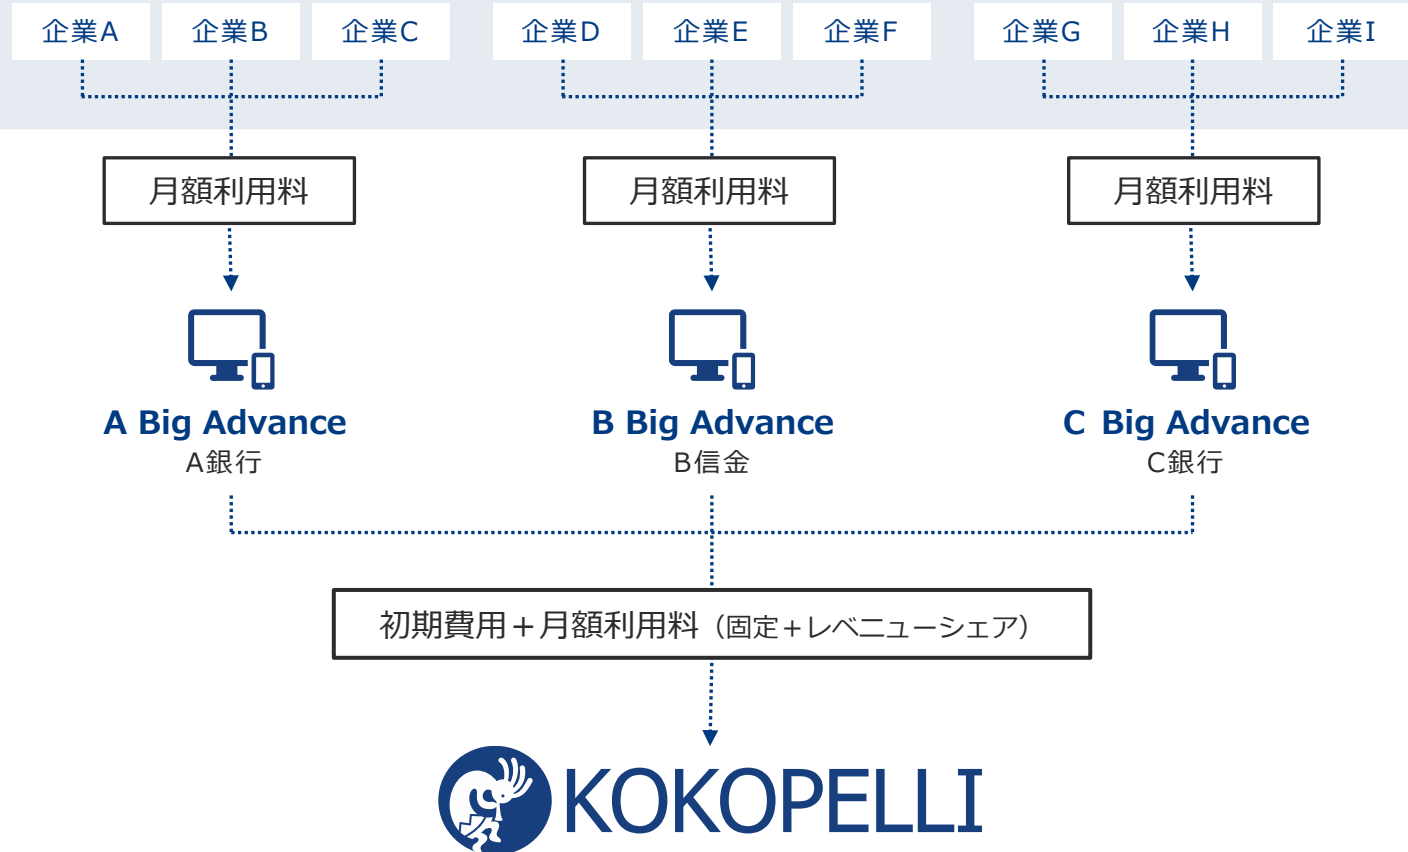 企業A 企業B 企業C 企業D 企業E 企業F 企業G 企業H 企業I
月額利用料 月額利用料 月額利用料
A Big Advance B Big Advance C Big Advance
A銀行 B信金 C銀行
初期費用＋月額利用料（固定＋レベニューシェア）
KOKOPELLI